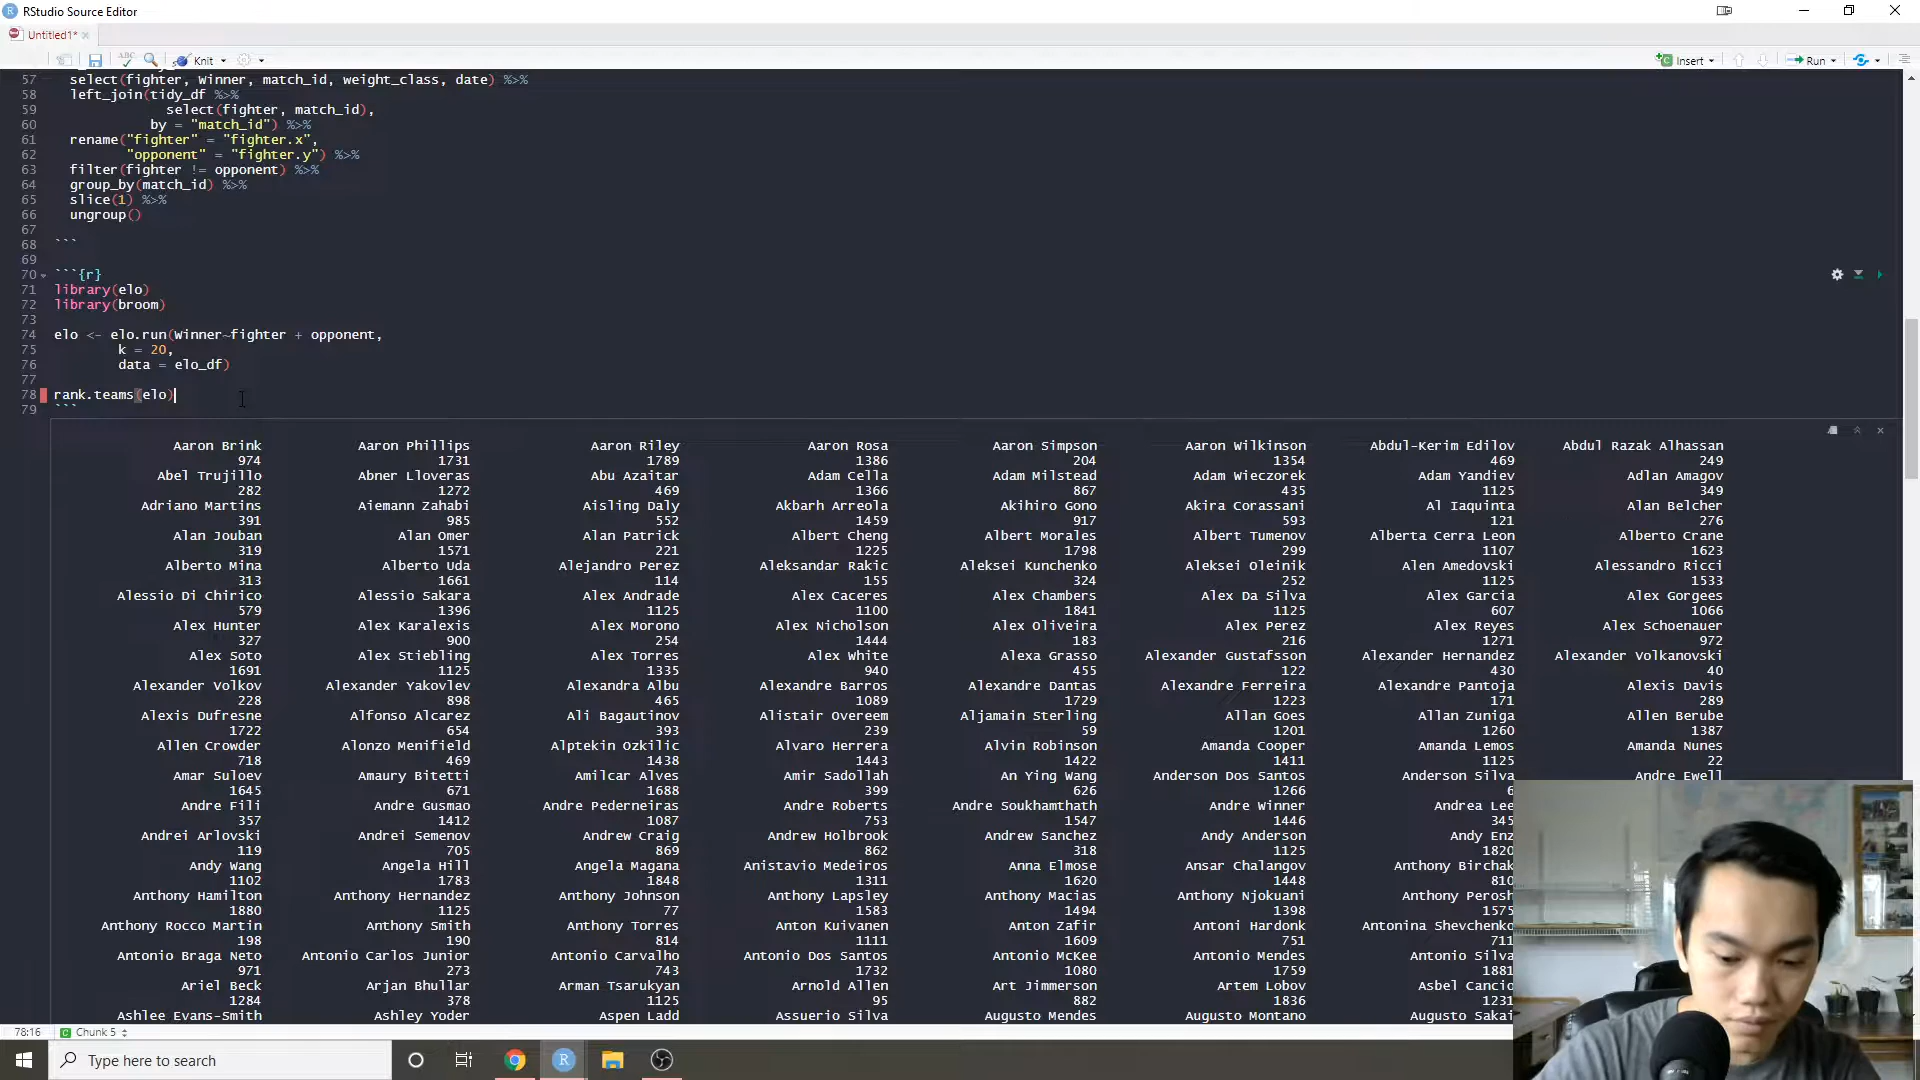 RStudio Source Editor
Untitled1*
Knit
Insert
Run
57 select(fighter, winner, match_id, weight_class, date) %>%
58 left_join(tidy_df %>%
59 select(fighter, match_id),
60 by = "match_id") %>%
61 rename("fighter" = "fighter.x",
62 "opponent" = "fighter.y") %>%
63 filter(fighter != opponent) %>%
64 group_by(match_id) %>%
65 slice(1) %>%
66 ungroup()
67
68 ```
69
70 ```{r}
71 library(elo)
72 library(broom)
73
74 elo <- elo.run(winner~fighter + opponent,
75 k = 20,
76 data = elo_df)
77
78 rank.teams(elo)
79 ```
Aaron Brink Aaron Phillips Aaron Riley Aaron Rosa Aaron Simpson Aaron Wilkinson Abdul-Kerim Edilov Abdul Razak Alhassan
974 1731 1789 1386 204 1354 469 249
Abel Trujillo Abner Lloveras Abu Azaitar Adam Cella Adam Milstead Adam Wieczorek Adam Yandiev Adlan Amagov
282 1272 469 1366 867 435 1125 349
Adriano Martins Aiemann Zahabi Aisling Daly Akbarh Arreola Akihiro Gono Akira Corassani Al Iaquinta Alan Belcher
391 985 552 1459 917 593 121 276
Alan Jouban Alan Omer Alan Patrick Albert Cheng Albert Morales Albert Tumenov Alberta Cerra Leon Alberto Crane
319 1571 221 1225 1798 299 1107 1623
Alberto Mina Alberto Uda Alejandro Perez Aleksandar Rakic Aleksei Kunchenko Aleksei Oleinik Alen Amedovski Alessandro Ricci
313 1661 114 155 324 252 1125 1533
Alessio Di Chirico Alessio Sakara Alex Andrade Alex Caceres Alex Chambers Alex Da Silva Alex Garcia Alex Gorgees
579 1396 1125 1100 1841 1125 607 1066
Alex Hunter Alex Karalexis Alex Morono Alex Nicholson Alex Oliveira Alex Perez Alex Reyes Alex Schoenauer
327 900 254 1444 183 216 1271 972
Alex Soto Alex Stiebling Alex Torres Alex White Alexa Grasso Alexander Gustafsson Alexander Hernandez Alexander Volkanovski
1691 1125 1335 940 455 122 430 40
Alexander Volkov Alexander Yakovlev Alexandra Albu Alexandre Barros Alexandre Dantas Alexandre Ferreira Alexandre Pantoja Alexis Davis
228 898 465 1089 1729 1223 171 289
Alexis Dufresne Alfonso Alcarez Ali Bagautinov Alistair Overeem Aljamain Sterling Allan Goes Allan Zuniga Allen Berube
1722 654 393 239 59 1201 1260 1387
Allen Crowder Alonzo Menifield Alptekin Ozkilic Alvaro Herrera Alvin Robinson Amanda Cooper Amanda Lemos Amanda Nunes
718 469 1438 1443 1422 1411 1125 22
Amar Suloev Amaury Bitetti Amilcar Alves Amir Sadollah An Ying Wang Anderson Dos Santos Anderson Silva Andre Ewell
1645 671 1688 399 626 1266 6
Andre Fili Andre Gusmao Andre Pederneiras Andre Roberts Andre Soukhamthath Andre Winner Andrea Lee
357 1412 1087 753 1547 1446 345
Andrei Arlovski Andrei Semenov Andrew Craig Andrew Holbrook Andrew Sanchez Andy Anderson Andy Enz
119 705 869 862 318 1125 1820
Andy Wang Angela Hill Angela Magana Anistavio Medeiros Anna Elmose Ansar Chalangov Anthony Birchak
1102 1783 1848 1311 1620 1448 810
Anthony Hamilton Anthony Hernandez Anthony Johnson Anthony Lapsley Anthony Macias Anthony Njokuani Anthony Perosh
1880 1125 77 1583 1494 1398 1575
Anthony Rocco Martin Anthony Smith Anthony Torres Anton Kuivanen Anton Zafir Antoni Hardonk Antonina Shevchenko
198 190 814 1111 1609 751 711
Antonio Braga Neto Antonio Carlos Junior Antonio Carvalho Antonio Dos Santos Antonio McKee Antonio Mendes Antonio Silva
971 273 743 1732 1080 1759 1881
Ariel Beck Arjan Bhullar Arman Tsarukyan Arnold Allen Art Jimmerson Artem Lobov Asbel Cancio
1284 378 1125 95 882 1836 1231
Ashlee Evans-Smith Ashley Yoder Aspen Ladd Assuerio Silva Augusto Mendes Augusto Montano Augusto Sakai
78:16 Chunk 5
Type here to search